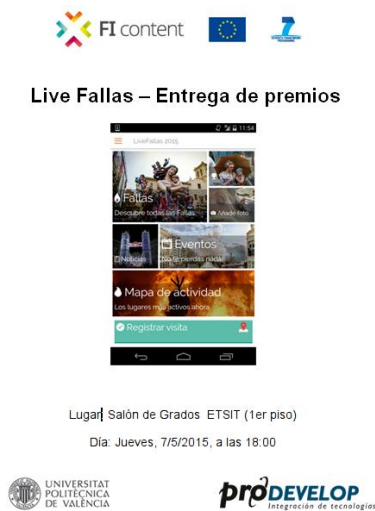 FI content
7
Live Fallas – Entrega de premios
11:54
LiveFallas 2015
Fallas
Descubre todas las Fallas
Añade foto
Noticias
Eventos
No te pierdas nada
Mapa de actividad
Los lugares más activos ahora
Registrar visita
Lugar: Salón de Grados ETSIT (1er piso)
Día: Jueves, 7/5/2015, a las 18:00
UNIVERSITAT
POLITÈCNICA
DE VALÈNCIA
proDEVELOP
Integración de tecnologías